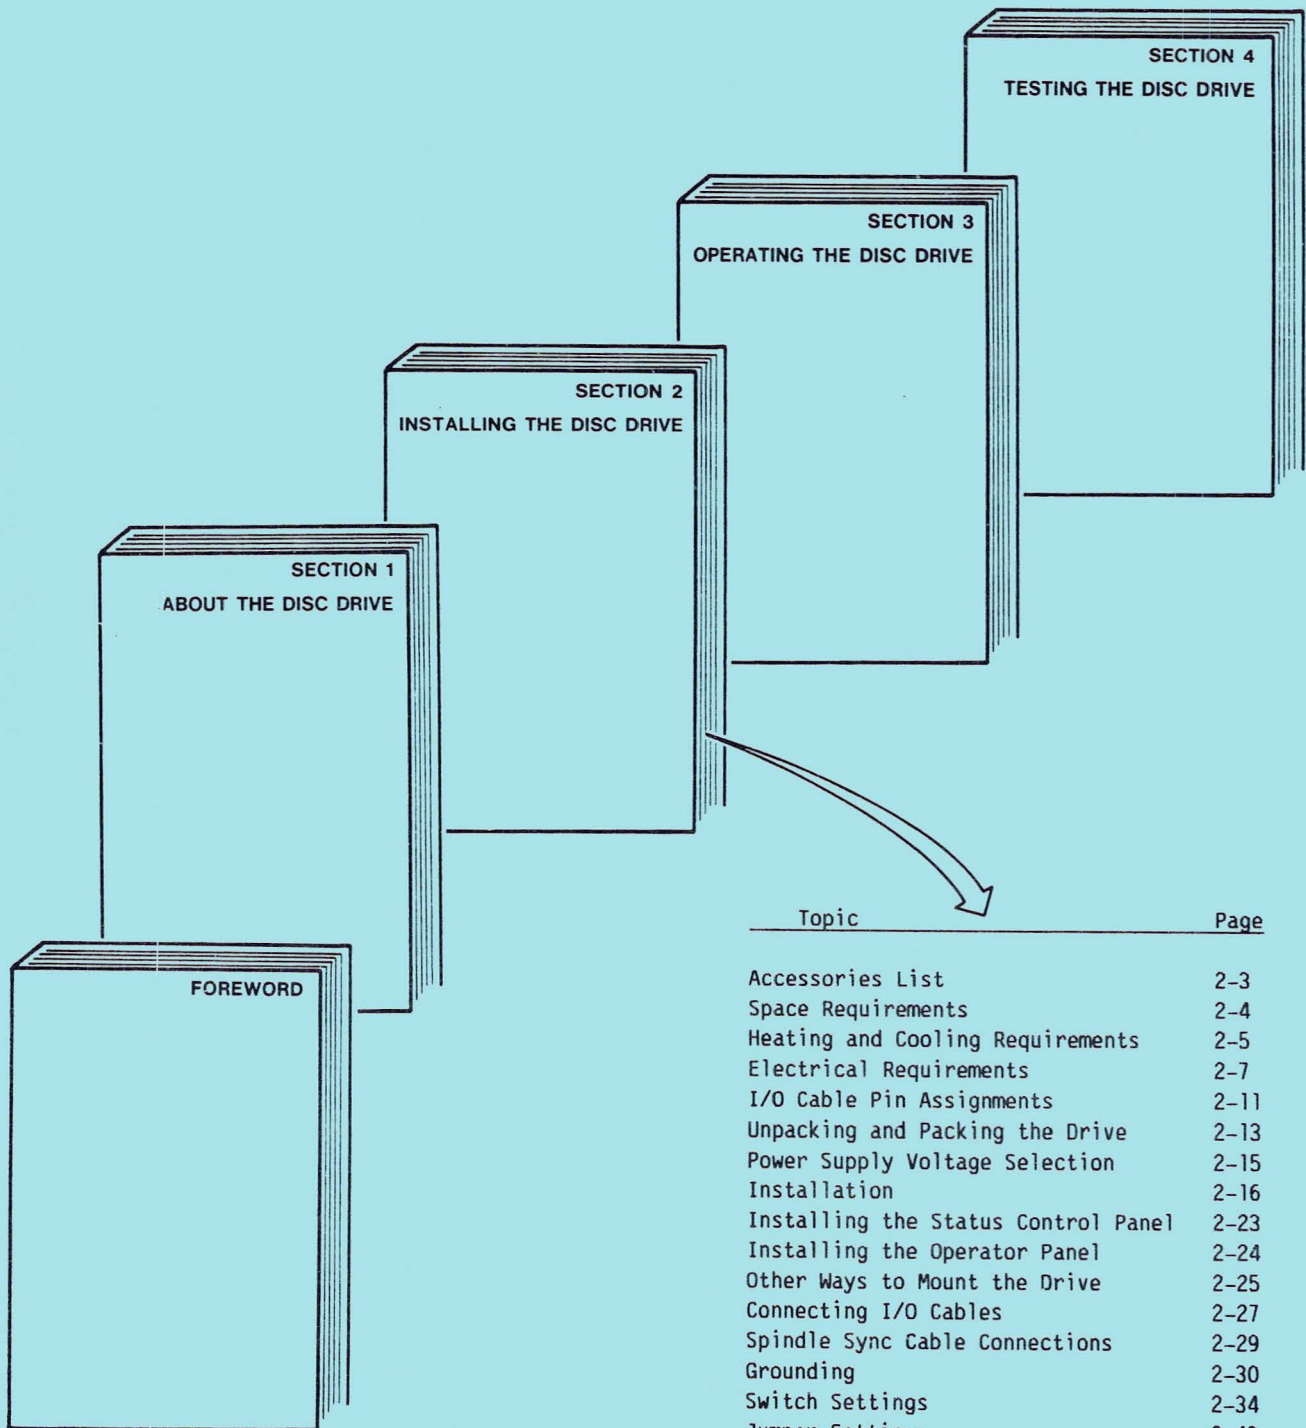 SECTION 4
TESTING THE DISC DRIVE
SECTION 3
OPERATING THE DISC DRIVE
SECTION 2
INSTALLING THE DISC DRIVE
SECTION 1
ABOUT THE DISC DRIVE
FOREWORD
Topic Page
Accessories List 2-3
Space Requirements 2-4
Heating and Cooling Requirements 2-5
Electrical Requirements 2-7
I/O Cable Pin Assignments 2-11
Unpacking and Packing the Drive 2-13
Power Supply Voltage Selection 2-15
Installation 2-16
Installing the Status Control Panel 2-23
Installing the Operator Panel 2-24
Other Ways to Mount the Drive 2-25
Connecting I/O Cables 2-27
Spindle Sync Cable Connections 2-29
Grounding 2-30
Switch Settings 2-34